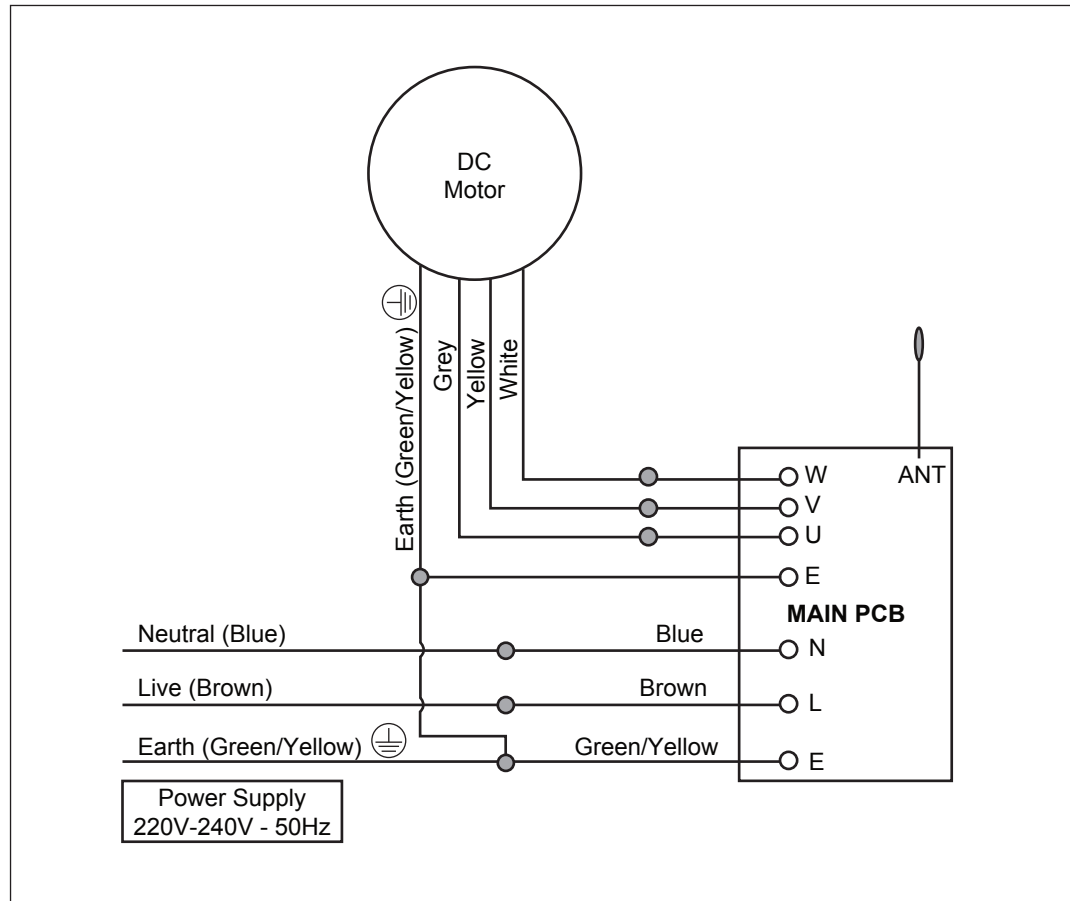 DC
Motor
Earth (Green/Yellow)
Grey
Yellow
White
W
ANT
V
U
E
MAIN PCB
Neutral (Blue)
Blue
N
Live (Brown)
Brown
L
Earth (Green/Yellow)
Green/Yellow
E
Power Supply
220V-240V - 50Hz